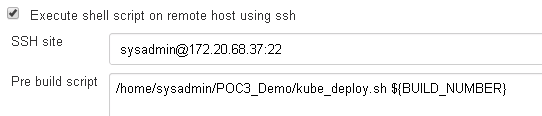 Execute shell script on remote host using ssh
SSH site
sysadmin@172.20.68.37:22
Pre build script
/home/sysadmin/POC3_Demo/kube_deploy.sh ${BUILD_NUMBER}